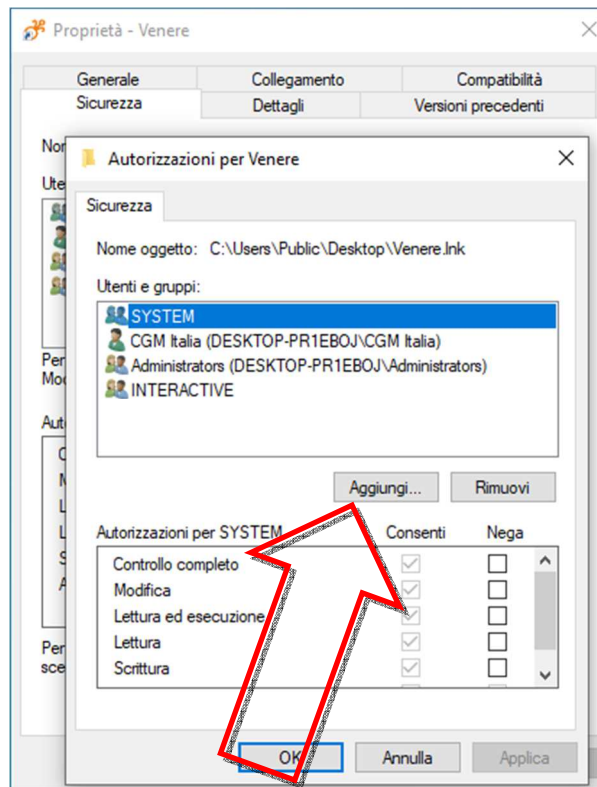 Proprietà - Venere
Generale Collegamento Compatibilità
Sicurezza Dettagli Versioni precedenti
Autorizzazioni per Venere
Sicurezza
Nome oggetto: C:\Users\Public\Desktop\Venere.lnk
Utenti e gruppi:
SYSTEM
CGM Italia (DESKTOP-PR1EBOJ\CGM Italia)
Administrators (DESKTOP-PR1EBOJ\Administrators)
INTERACTIVE
Aggiungi... Rimuovi
Autorizzazioni per SYSTEM Consenti Nega
Controllo completo
Modifica
Lettura ed esecuzione
Lettura
Scrittura
OK Annulla Applica